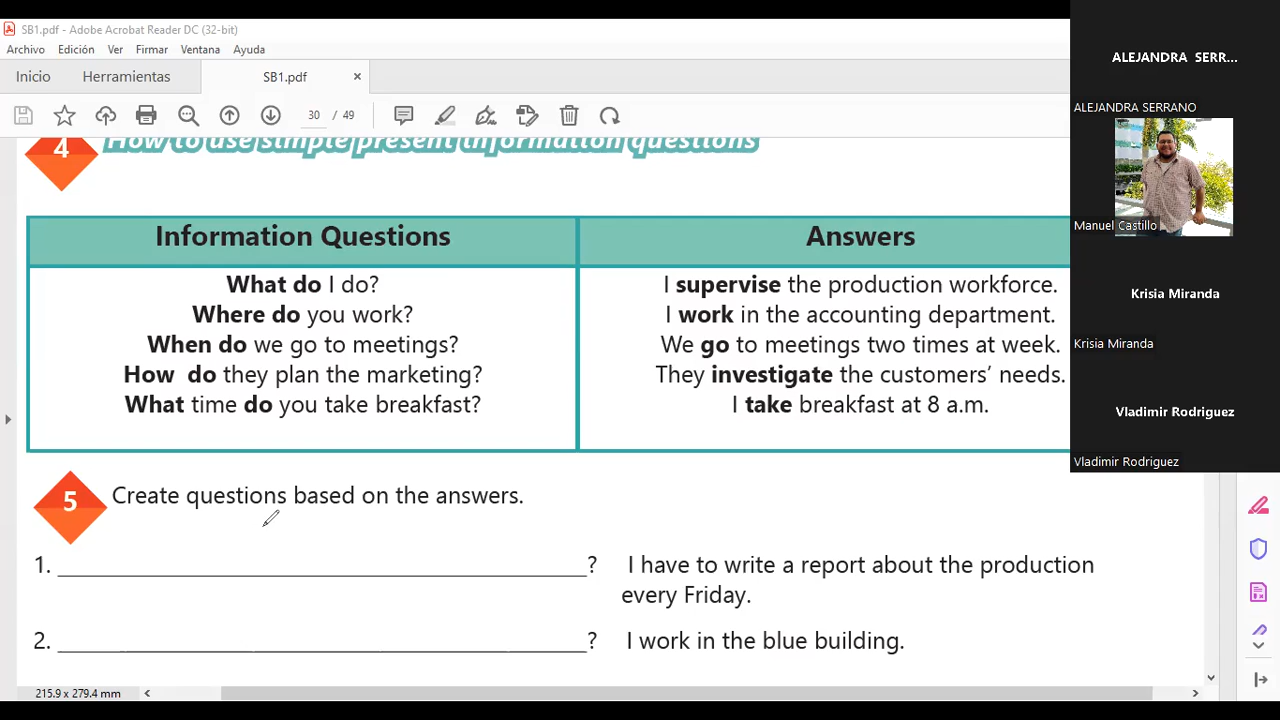 SB1.pdf - Adobe Acrobat Reader DC (32-bit)
Archivo Edición Ver Firmar Ventana Ayuda
Inicio Herramientas SB1.pdf ×
30 / 49
4 How to use simple present information questions
Information Questions Answers
What do I do? I supervise the production workforce.
Where do you work? I work in the accounting department.
When do we go to meetings? We go to meetings two times at week.
How do they plan the marketing? They investigate the customers’ needs.
What time do you take breakfast? I take breakfast at 8 a.m.
5 Create questions based on the answers.
1. ? I have to write a report about the production
every Friday.
2. ? I work in the blue building.
215.9 x 279.4 mm
ALEJANDRA SERR...
ALEJANDRA SERRANO
Manuel Castillo
Krisia Miranda
Krisia Miranda
Vladimir Rodriguez
Vladimir Rodriguez